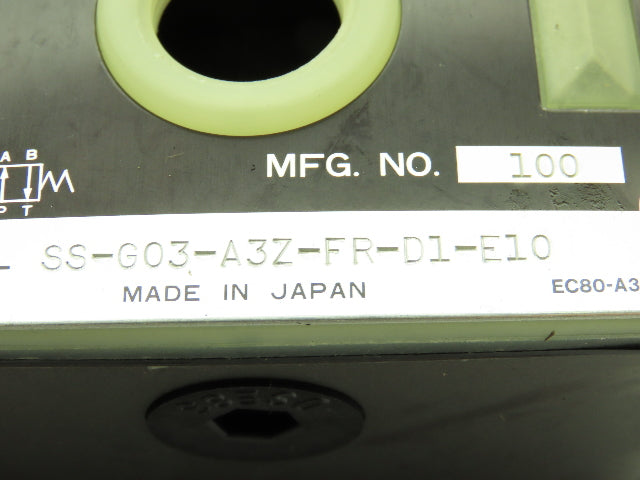 A B
MFG. NO. 100
P T
L SS-G03-A3Z-FR-D1-E10
MADE IN JAPAN EC80-A3